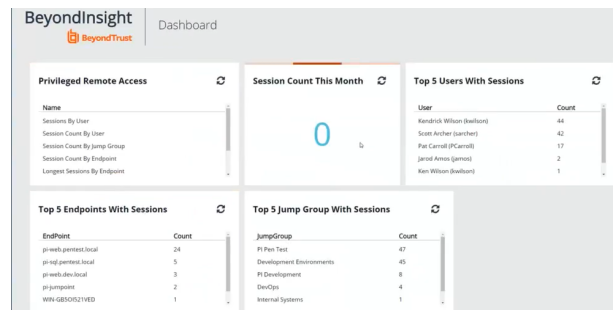 BeyondInsight
BeyondTrust
Dashboard
Privileged Remote Access
Name
Sessions By User
Session Count By User
Session Count By Jump Group
Session Count By Endpoint
Longest Sessions By Endpoint
Session Count This Month
0
Top 5 Users With Sessions
User Count
Kendrick Wilson (kwilson) 44
Scott Archer (sarcher) 42
Pat Carroll (PCarroll) 17
Jarod Amos (jamos) 2
Ken Wilson (kwilson) 1
Top 5 Endpoints With Sessions
EndPoint Count
pi-web.pentest.local 24
pi-sql.pentest.local 5
pi-web.dev.local 3
pi-jumpoint 2
WIN-GB5OI521VED 1
Top 5 Jump Group With Sessions
JumpGroup Count
PI Pen Test 47
Development Environments 45
PI Development 8
DevOps 4
Internal Systems 1